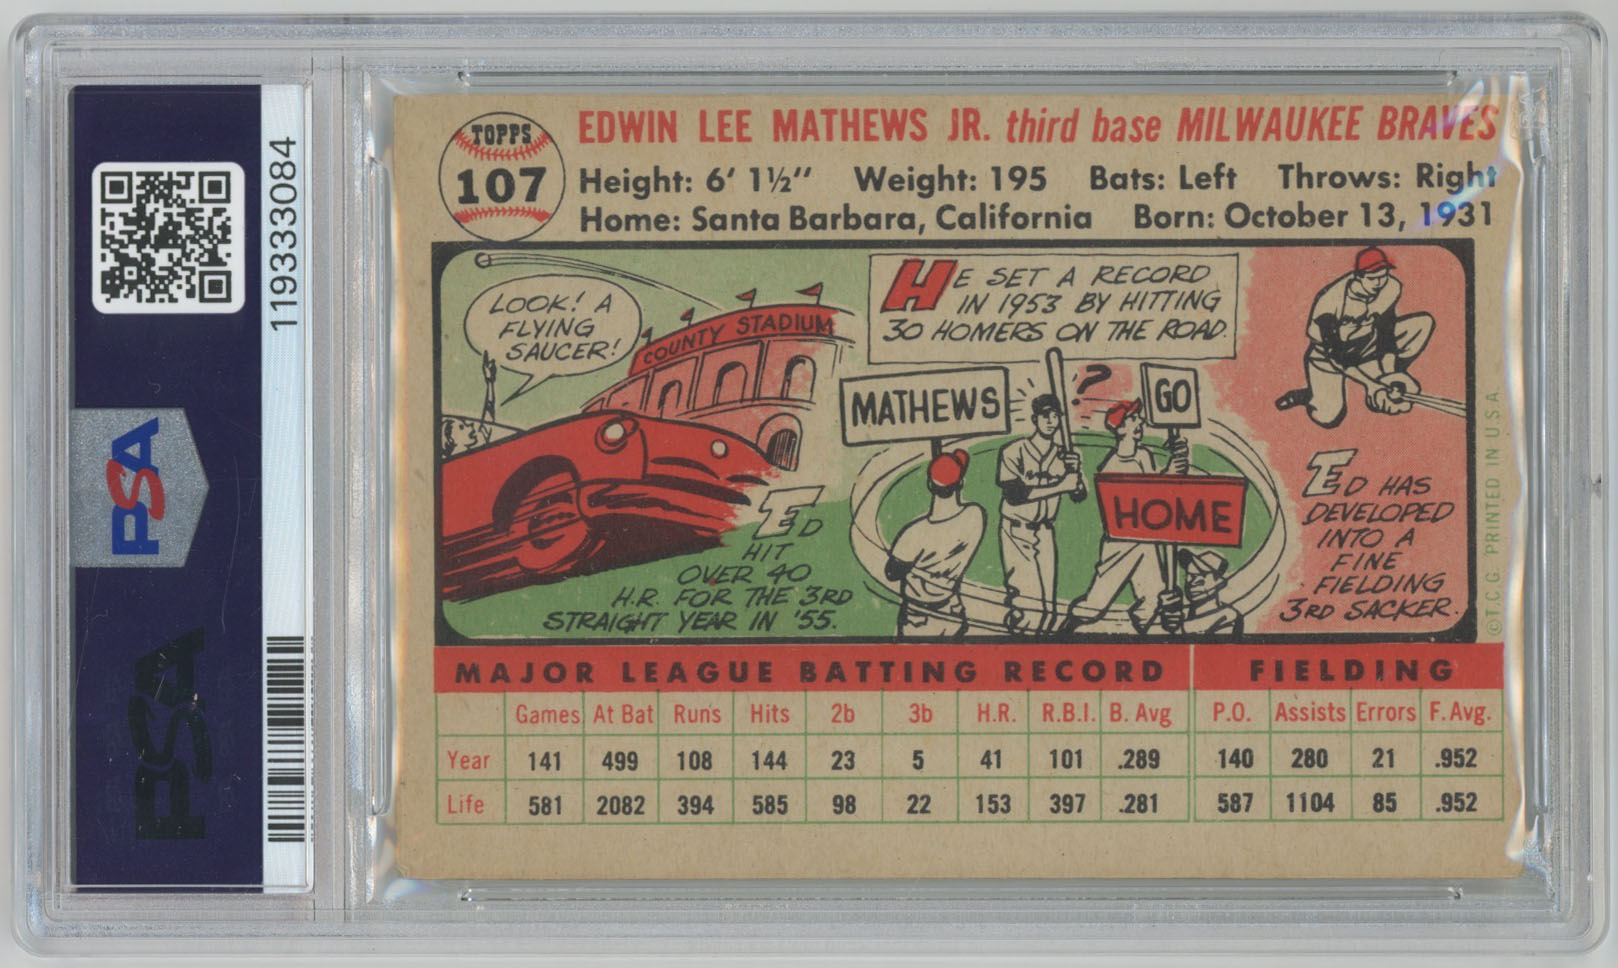 119333084
PSA
PSA
TOPPS
107
EDWIN LEE MATHEWS JR. third base MILWAUKEE BRAVES
Height: 6' 1½" Weight: 195 Bats: Left Throws: Right
Home: Santa Barbara, California Born: October 13, 1931
LOOK! A
FLYING
SAUCER!
COUNTY STADIUM
ED
HIT
OVER 40
H.R. FOR THE 3RD
STRAIGHT YEAR IN '55.
HE SET A RECORD
IN 1953 BY HITTING
30 HOMERS ON THE ROAD.
MATHEWS
?
GO
HOME
ED HAS
DEVELOPED
INTO A
FINE
FIELDING
3RD SACKER.
© T.C.G. PRINTED IN U.S.A.
MAJOR LEAGUE BATTING RECORD FIELDING
Games At Bat Runs Hits 2b 3b H.R. R.B.I. B. Avg P.O. Assists Errors F. Avg.
Year 141 499 108 144 23 5 41 101 .289 140 280 21 .952
Life 581 2082 394 585 98 22 153 397 .281 587 1104 85 .952